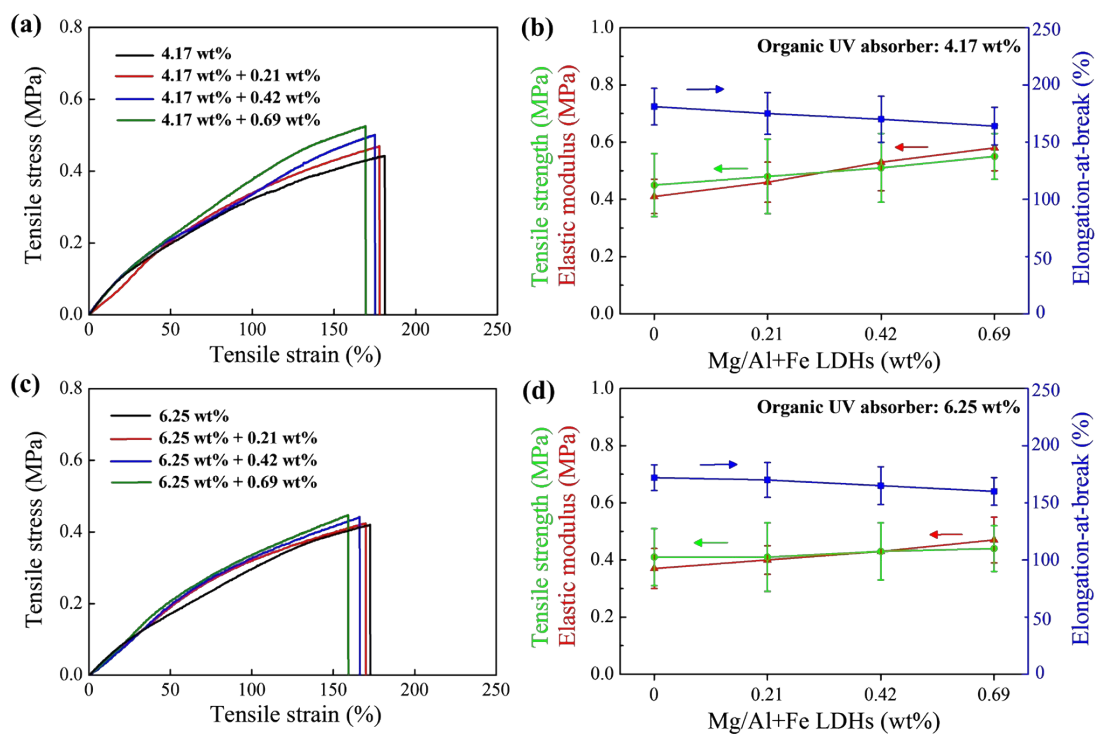 (a)
0.8
0.6
0.4
0.2
0.0
Tensile stress (MPa)
4.17 wt%
4.17 wt% + 0.21 wt%
4.17 wt% + 0.42 wt%
4.17 wt% + 0.69 wt%
0 50 100 150 200 250
Tensile strain (%)
(b)
1.0
0.8
0.6
0.4
0.2
0.0
Tensile strength (MPa)
Elastic modulus (MPa)
Organic UV absorber: 4.17 wt%
250
200
150
100
50
0
Elongation-at-break (%)
0 0.21 0.42 0.69
Mg/Al+Fe LDHs (wt%)
(c)
0.8
0.6
0.4
0.2
0.0
Tensile stress (MPa)
6.25 wt%
6.25 wt% + 0.21 wt%
6.25 wt% + 0.42 wt%
6.25 wt% + 0.69 wt%
0 50 100 150 200 250
Tensile strain (%)
(d)
1.0
0.8
0.6
0.4
0.2
0.0
Tensile strength (MPa)
Elastic modulus (MPa)
Organic UV absorber: 6.25 wt%
250
200
150
100
50
0
Elongation-at-break (%)
0 0.21 0.42 0.69
Mg/Al+Fe LDHs (wt%)